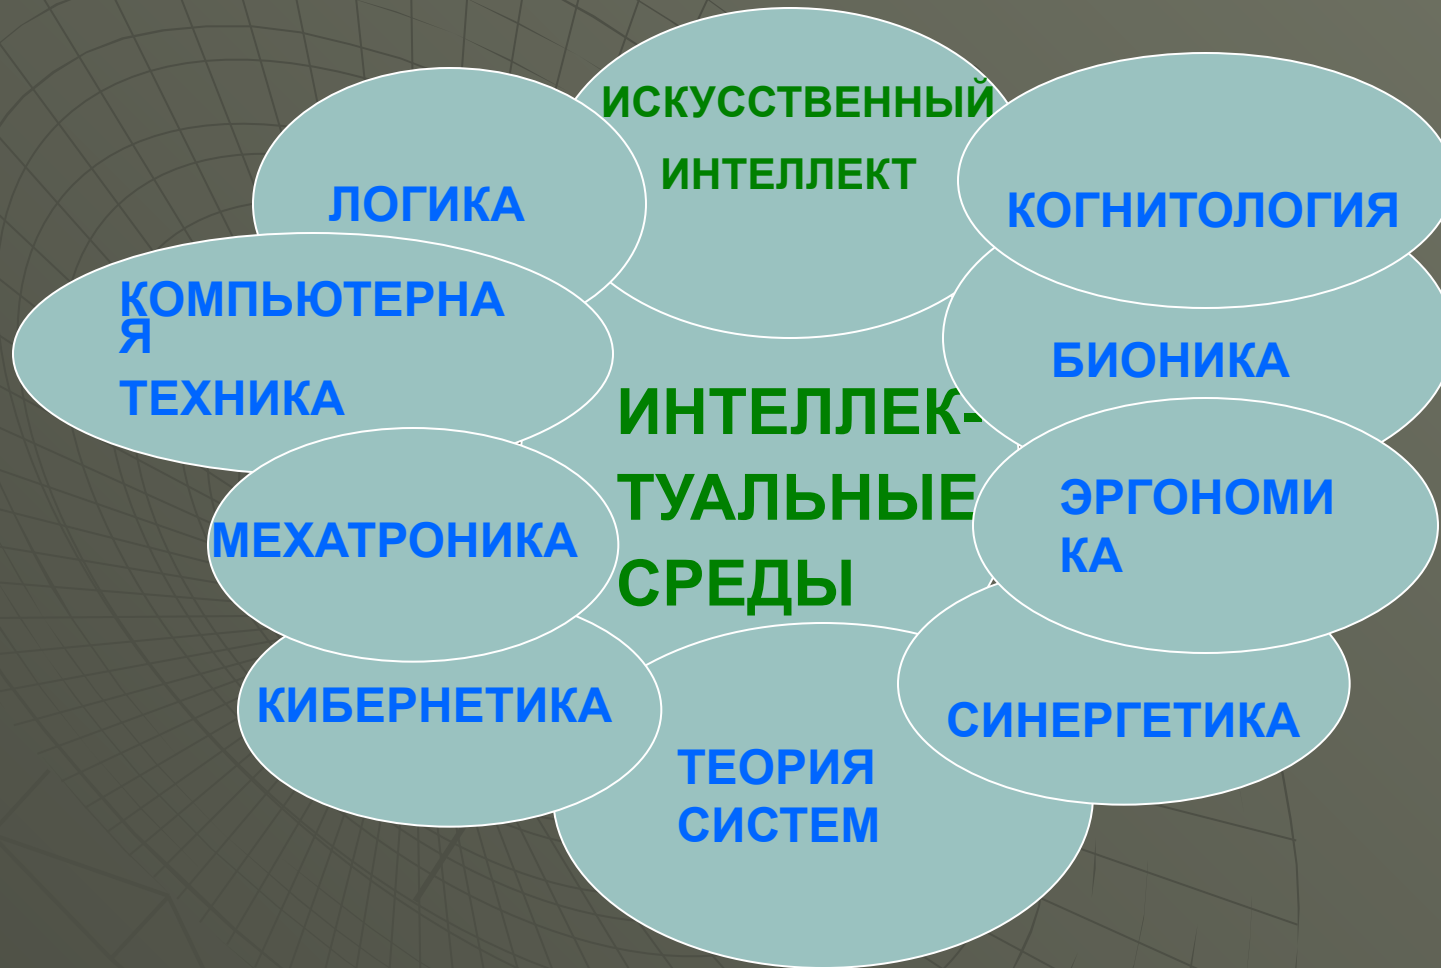 ИСКУССТВЕННЫЙ
ИНТЕЛЛЕКТ
ЛОГИКА
КОГНИТОЛОГИЯ
КОМПЬЮТЕРНА
Я
ТЕХНИКА
БИОНИКА
ИНТЕЛЛЕК-
ТУАЛЬНЫЕ
СРЕДЫ
ЭРГОНОМИ
КА
МЕХАТРОНИКА
КИБЕРНЕТИКА
СИНЕРГЕТИКА
ТЕОРИЯ
СИСТЕМ